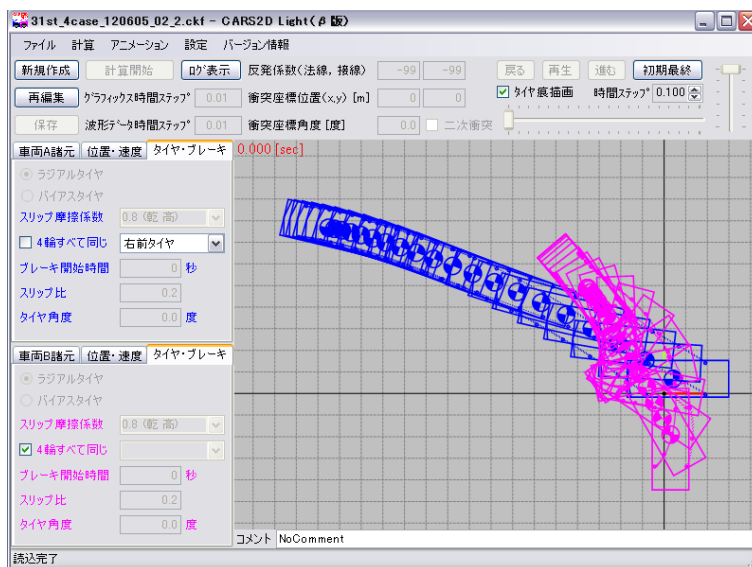 31st_4case_120605_02_2.ckf - CARS2D Light(β版)
ファイル 計算 アニメーション 設定 バージョン情報
新規作成 計算開始 ログ表示 反発係数(法線, 接線) -99 -99 戻る 再生 進む 初期最終
再編集 グラフィックス時間ステップ 0.01 衝突座標位置(x,y) [m] 0 0 タイヤ痕描画 時間ステップ 0.100
保存 波形データ時間ステップ 0.01 衝突座標角度 [度] 0.0 二次衝突
車両A諸元 位置・速度 タイヤ・ブレーキ 0.000 [sec]
ラジアルタイヤ
バイアスタイヤ
スリップ摩擦係数 0.8 (乾 高)
4輪すべて同じ 右前タイヤ
ブレーキ開始時間 0 秒
スリップ比 0.2
タイヤ角度 0.0 度
車両B諸元 位置・速度 タイヤ・ブレーキ
ラジアルタイヤ
バイアスタイヤ
スリップ摩擦係数 0.8 (乾 高)
4輪すべて同じ
ブレーキ開始時間 0 秒
スリップ比 0.2
タイヤ角度 0.0 度
コメント NoComment
読込完了